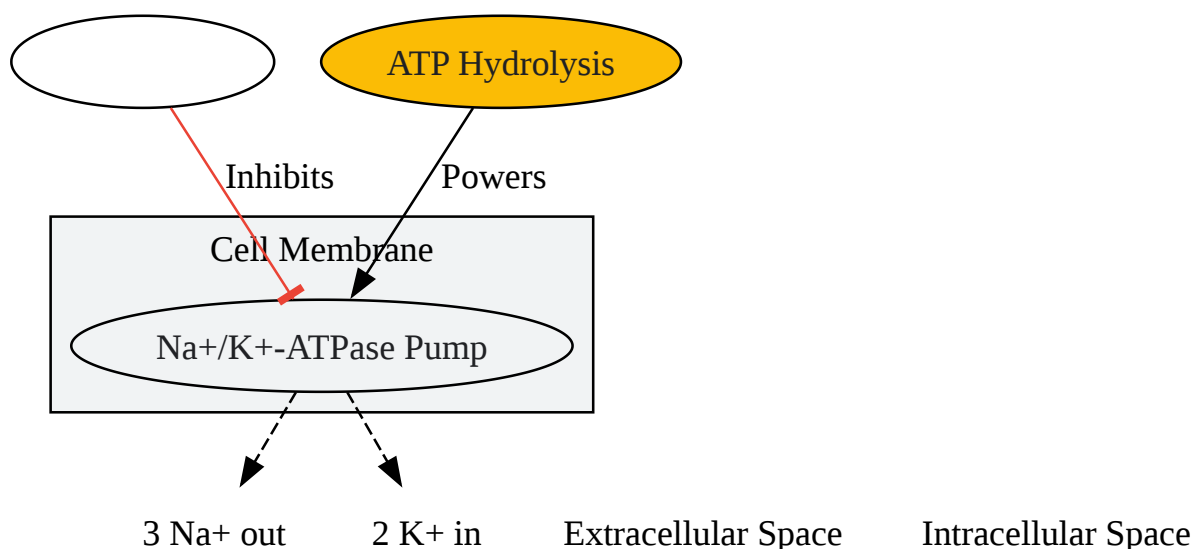 ATP Hydrolysis
Inhibits
Powers
Cell Membrane
Na+/K+-ATPase Pump
3 Na+ out
2 K+ in
Extracellular Space
Intracellular Space